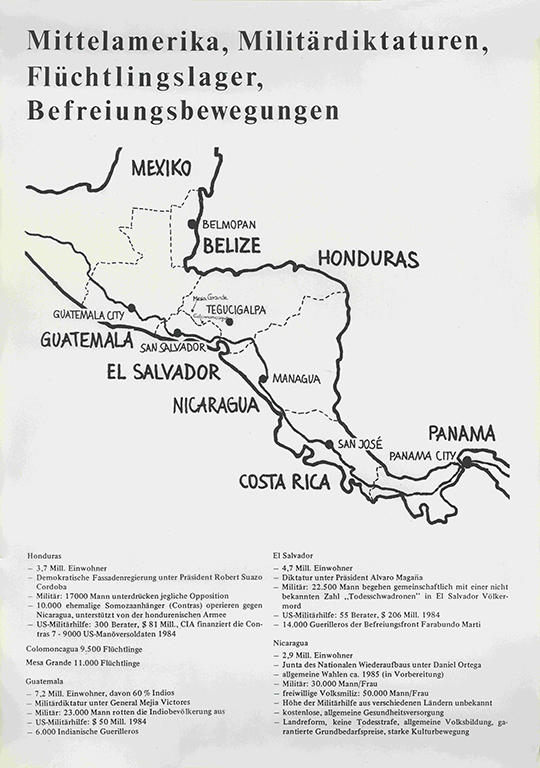 Mittelamerika, Militärdiktaturen,
Flüchtlingslager,
Befreiungsbewegungen
MEXIKO
BELMOPAN
BELIZE
HONDURAS
Mesa Grande
TEGUCIGALPA
Colomoncagua
GUATEMALA CITY
GUATEMALA
SAN SALVADOR
EL SALVADOR
MANAGUA
NICARAGUA
SAN JOSÉ
PANAMA
PANAMA CITY
COSTA RICA
Honduras
– 3,7 Mill. Einwohner
– Demokratische Fassadenregierung unter Präsident Robert Suazo
Cordoba
– Militär: 17000 Mann unterdrücken jegliche Opposition
– 10.000 ehemalige Somozaanhänger (Contras) operieren gegen
Nicaragua, unterstützt von der hondurenischen Armee
– US-Militärhilfe: 300 Berater, $ 81 Mill., CIA finanziert die Con-
tras 7 - 9000 US-Manöversoldaten 1984
Colomoncagua 9.500 Flüchtlinge
Mesa Grande 11.000 Flüchtlinge
Guatemala
– 7,2 Mill. Einwohner, davon 60 % Indios
– Militärdiktatur unter General Mejia Victores
– Militär: 23.000 Mann rotten die Indiobevölkerung aus
– US-Militärhilfe: $ 50 Mill. 1984
– 6.000 Indianische Guerilleros
El Salvador
– 4,7 Mill. Einwohner
– Diktatur unter Präsident Alvaro Magaña
– Militär: 22.500 Mann begehen gemeinschaftlich mit einer nicht
bekannten Zahl „Todesschwadronen" in El Salvador Völker-
mord
– US-Militärhilfe: 55 Berater, $ 206 Mill. 1984
– 14.000 Guerilleros der Befreiungsfront Farabundo Marti
Nicaragua
– 2,9 Mill. Einwohner
– Junta des Nationalen Wiederaufbaus unter Daniel Ortega
– allgemeine Wahlen ca. 1985 (in Vorbereitung)
– Militär: 30.000 Mann/Frau
– freiwillige Volksmiliz: 50.000 Mann/Frau
– Höhe der Militärhilfe aus verschiedenen Ländern unbekannt
– kostenlose, allgemeine Gesundheitsversorgung
– Landreform, keine Todesstrafe, allgemeine Volksbildung, ga-
rantierte Grundbedarfspreise, starke Kulturbewegung